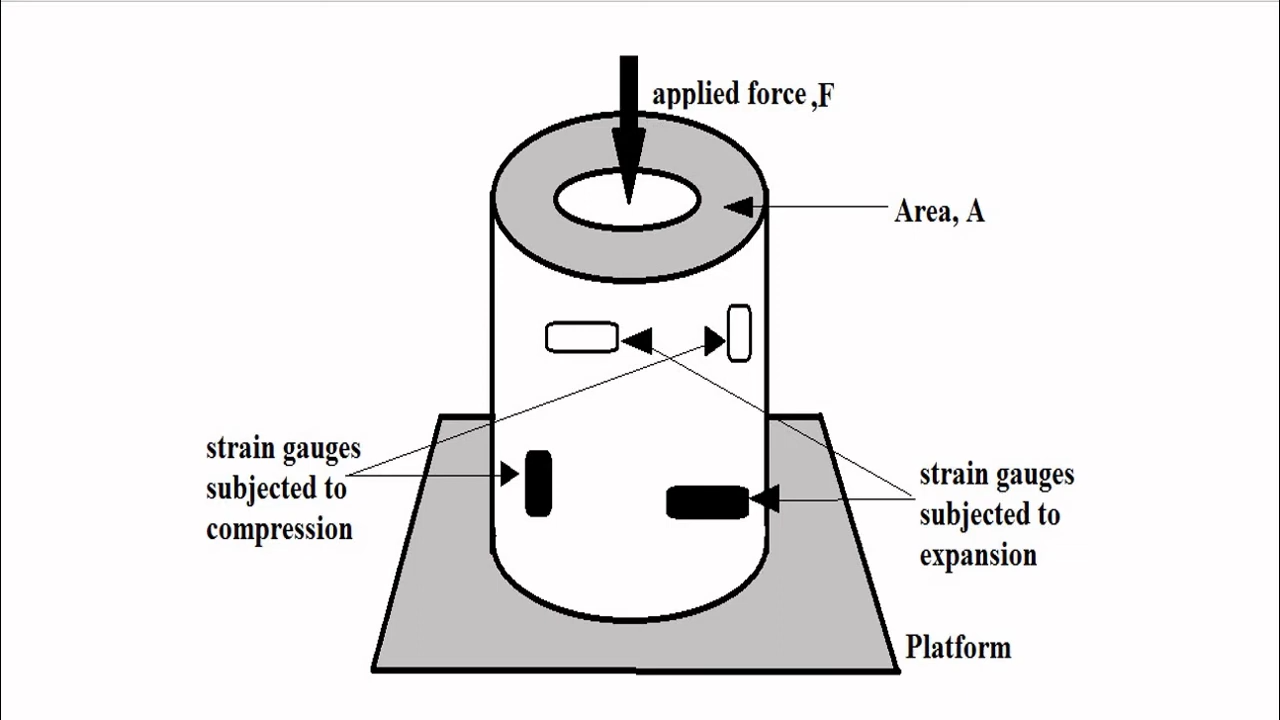 applied force ,F
Area, A
strain gauges
subjected to
compression
strain gauges
subjected to
expansion
Platform